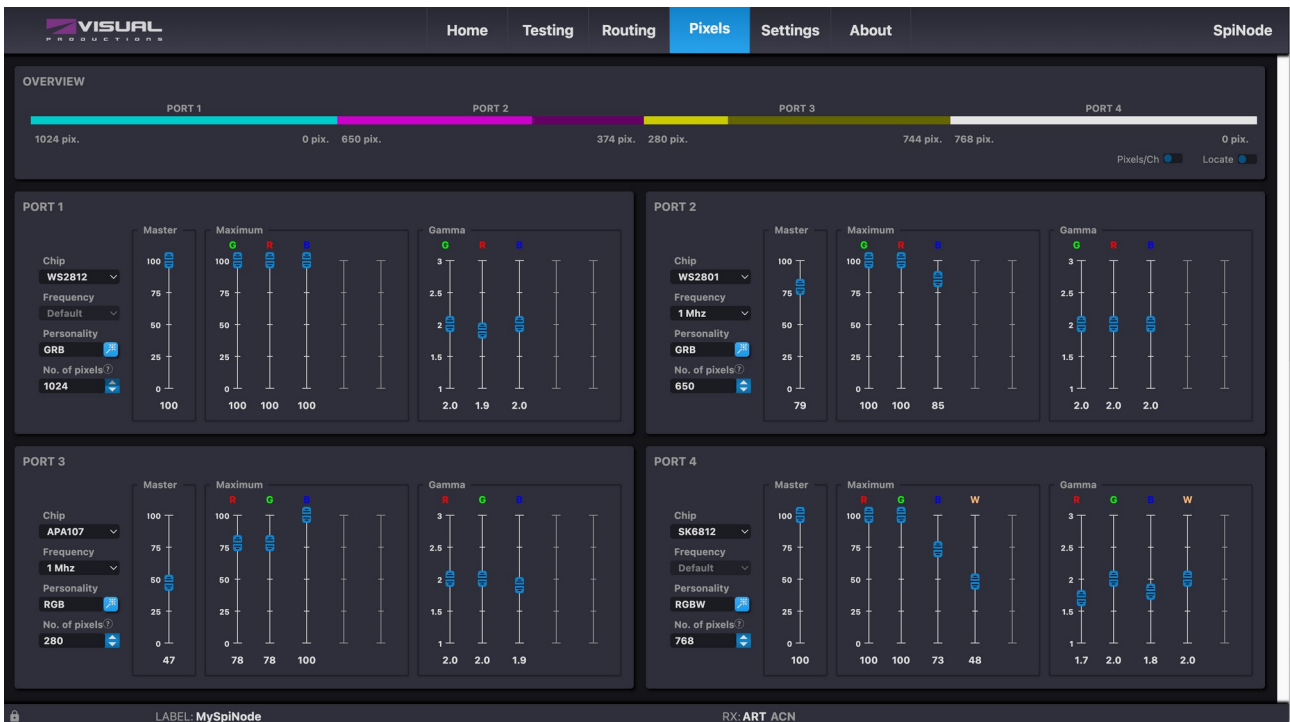 VISUAL
PRODUCTIONS
Home Testing Routing Pixels Settings About SpiNode
OVERVIEW
PORT 1 PORT 2 PORT 3 PORT 4
1024 pix. 0 pix. 650 pix. 374 pix. 280 pix. 744 pix. 768 pix. 0 pix.
Pixels/Ch Locate
PORT 1
Master Maximum Gamma
G R B G R B
Chip
WS2812
Frequency
Default
Personality
GRB
No. of pixels?
1024
100 100 3
75 75 2.5
50 50 2
25 25 1.5
0 0 1
100 100 100 100 2.0 1.9 2.0
PORT 2
Master Maximum Gamma
G R B G R B
Chip
WS2801
Frequency
1 Mhz
Personality
GRB
No. of pixels?
650
100 100 3
75 75 2.5
50 50 2
25 25 1.5
0 0 1
79 100 100 85 2.0 2.0 2.0
PORT 3
Master Maximum Gamma
R G B R G B
Chip
APA107
Frequency
1 Mhz
Personality
RGB
No. of pixels?
280
100 100 3
75 75 2.5
50 50 2
25 25 1.5
0 0 1
47 78 78 100 2.0 2.0 1.9
PORT 4
Master Maximum Gamma
R G B W R G B W
Chip
SK6812
Frequency
Default
Personality
RGBW
No. of pixels?
768
100 100 3
75 75 2.5
50 50 2
25 25 1.5
0 0 1
100 100 100 73 48 1.7 2.0 1.8 2.0
LABEL: MySpiNode RX: ART ACN